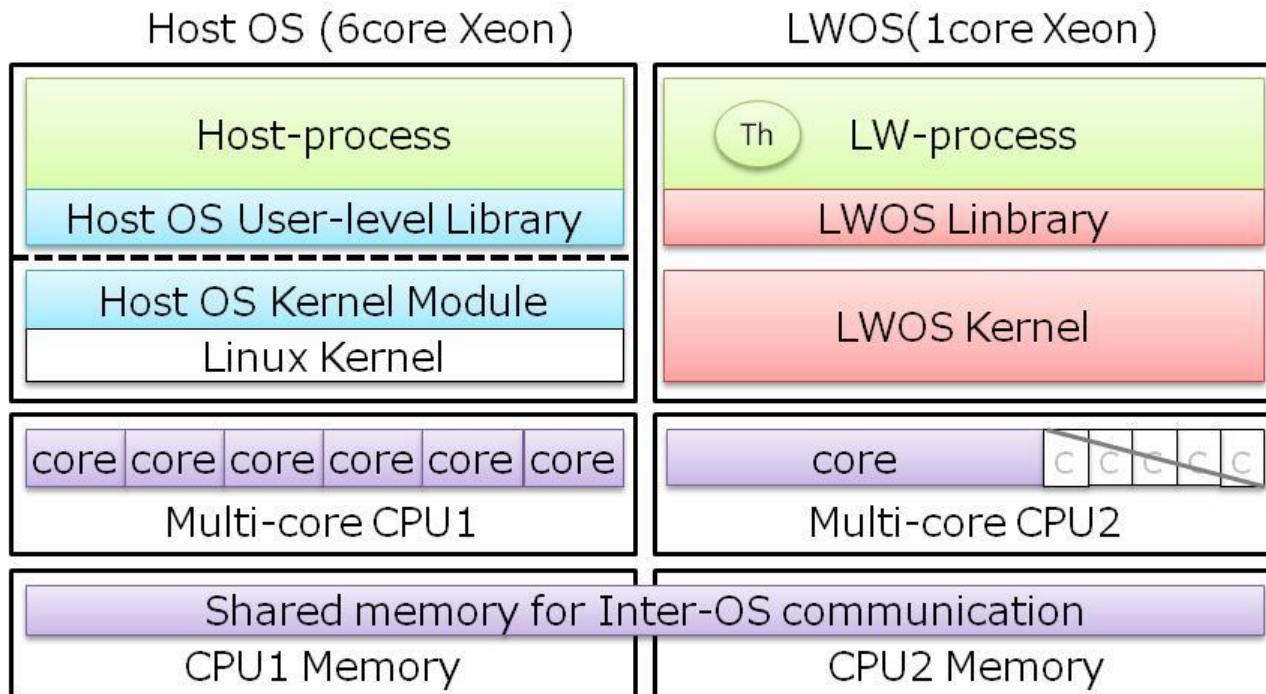 Host OS (6core Xeon)
Host-process
Host OS User-level Library
Host OS Kernel Module
Linux Kernel
core core core core core core
Multi-core CPU1
LWOS(1core Xeon)
Th LW-process
LWOS Linbrary
LWOS Kernel
core c c c c c
Multi-core CPU2
Shared memory for Inter-OS communication
CPU1 Memory
CPU2 Memory